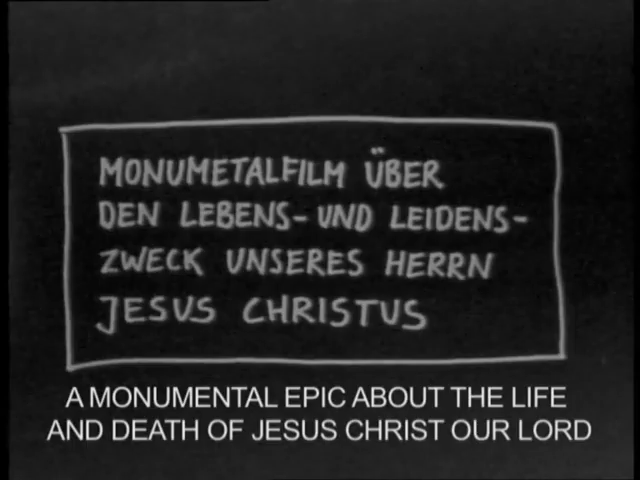 MONUMETALFILM ÜBER
DEN LEBENS- UND LEIDENS-
ZWECK UNSERES HERRN
JESUS CHRISTUS
A MONUMENTAL EPIC ABOUT THE LIFE
AND DEATH OF JESUS CHRIST OUR LORD